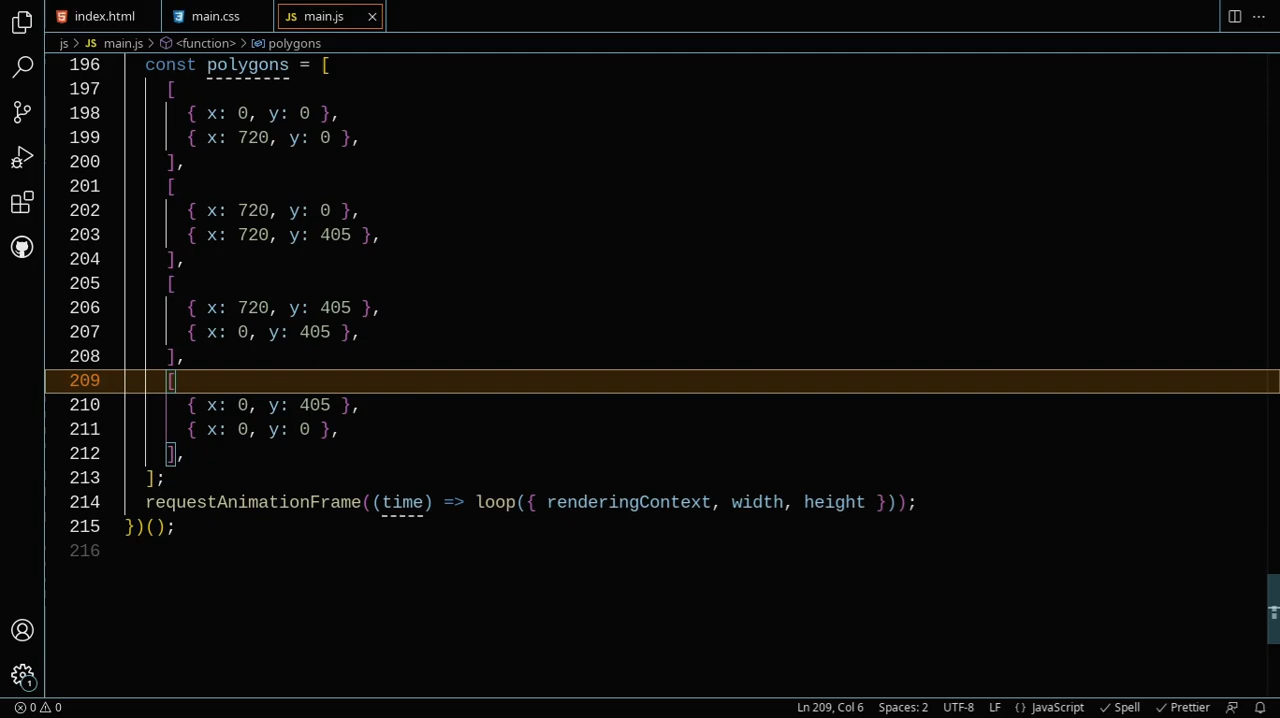 index.html
main.css
JS main.js
js > JS main.js > <function> > polygons
196 const polygons = [
197 [
198 { x: 0, y: 0 },
199 { x: 720, y: 0 },
200 ],
201 [
202 { x: 720, y: 0 },
203 { x: 720, y: 405 },
204 ],
205 [
206 { x: 720, y: 405 },
207 { x: 0, y: 405 },
208 ],
209 [
210 { x: 0, y: 405 },
211 { x: 0, y: 0 },
212 ],
213 ];
214 requestAnimationFrame((time) => loop({ renderingContext, width, height }));
215 })();
216
1
0 0 Ln 209, Col 6 Spaces: 2 UTF-8 LF {} JavaScript ✓ Spell ✓ Prettier